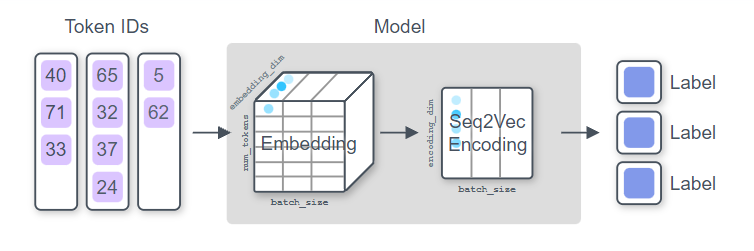 Token IDs
Model
40
71
33
65
32
37
24
5
62
embedding_dim
num_tokens
Embedding
batch_size
encoding_dim
Seq2Vec
Encoding
batch_size
Label
Label
Label